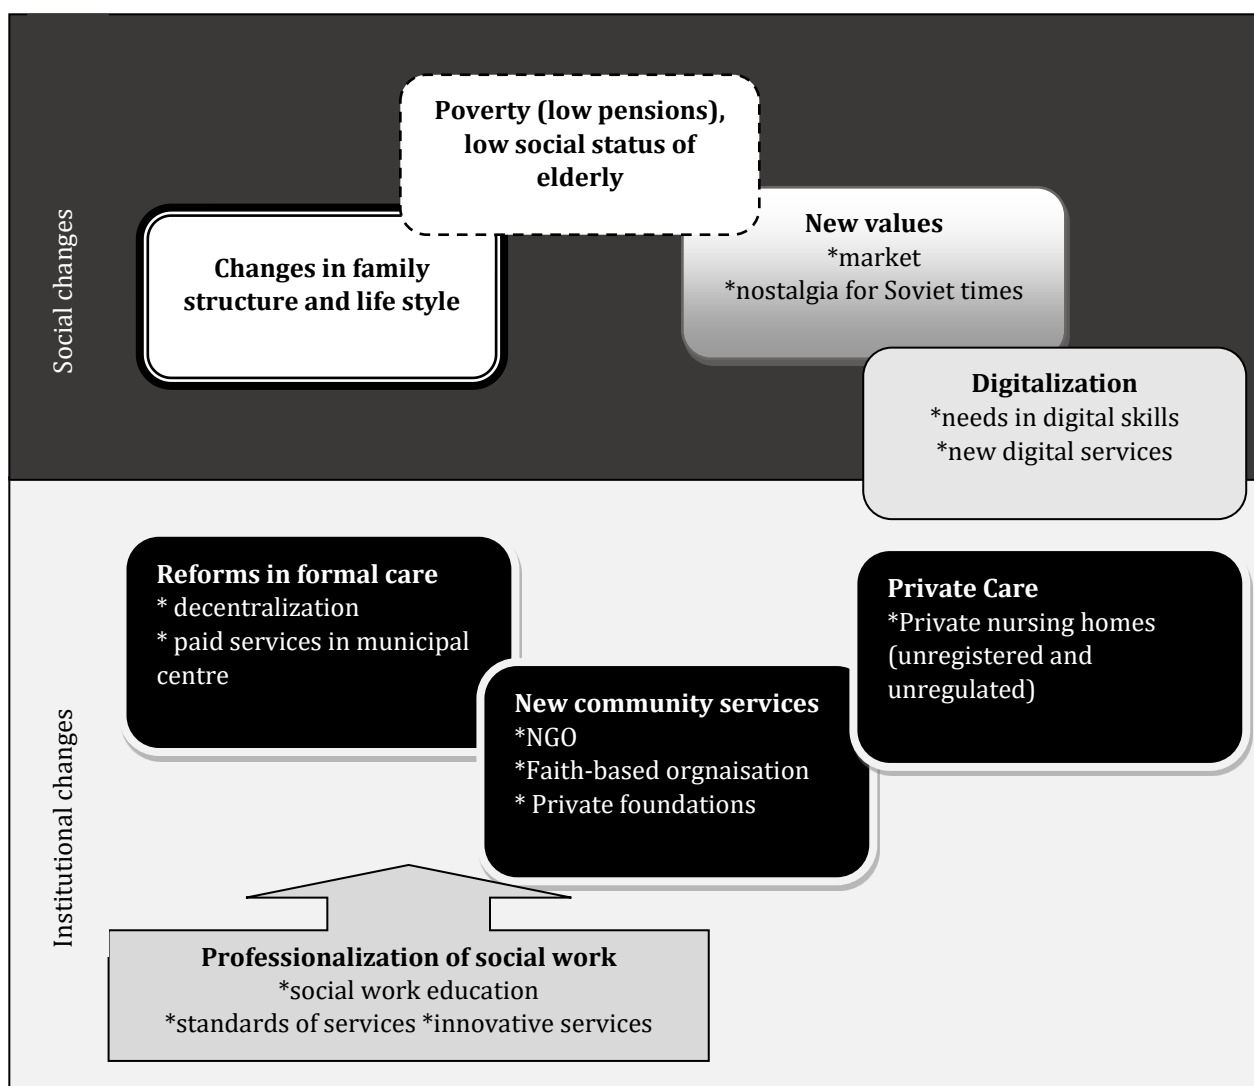 Social changes
Poverty (low pensions),
low social status of
elderly
Changes in family
structure and life style
New values
*market
*nostalgia for Soviet times
Digitalization
*needs in digital skills
*new digital services
Institutional changes
Reforms in formal care
* decentralization
* paid services in municipal
centre
New community services
*NGO
*Faith-based orgnaisation
* Private foundations
Private Care
*Private nursing homes
(unregistered and
unregulated)
Professionalization of social work
*social work education
*standards of services *innovative services